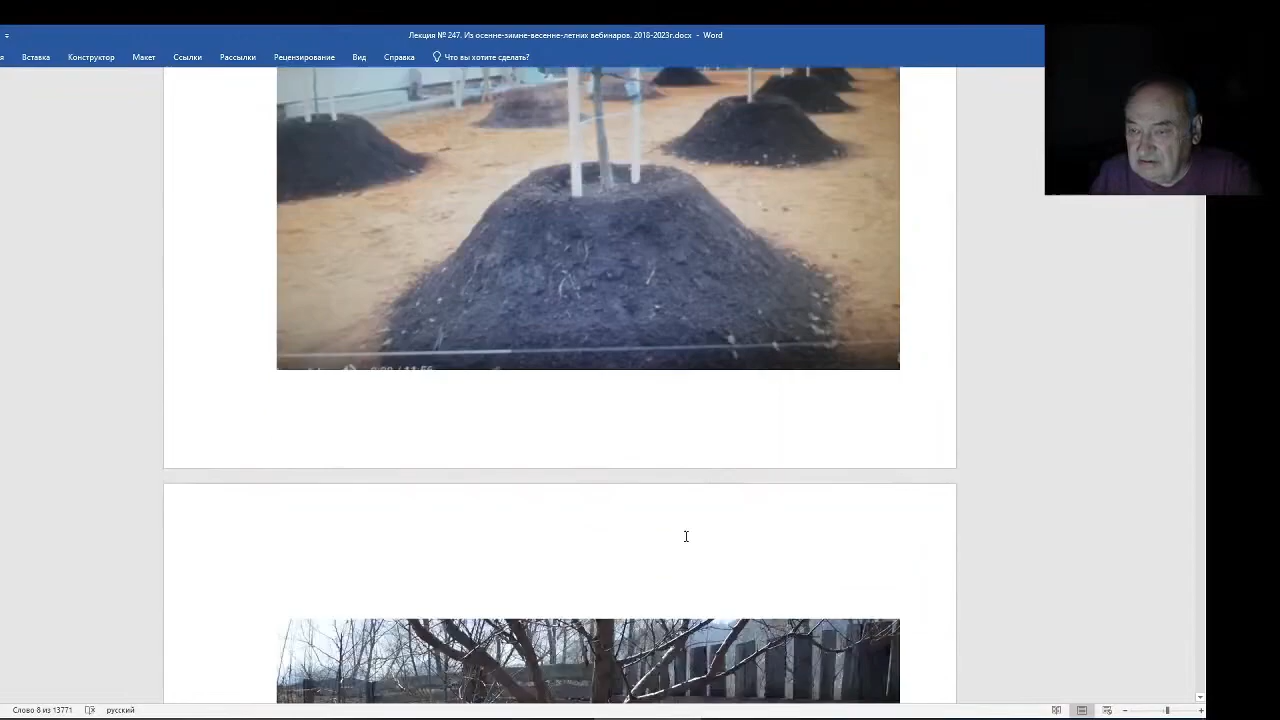 Лекция № 247. Из осенне-зимне-весенне-летних вебинаров. 2018-2023г.docx - Word
я Вставка Конструктор Макет Ссылки Рассылки Рецензирование Вид Справка Что вы хотите сделать?
Слово 8 из 13771 русский